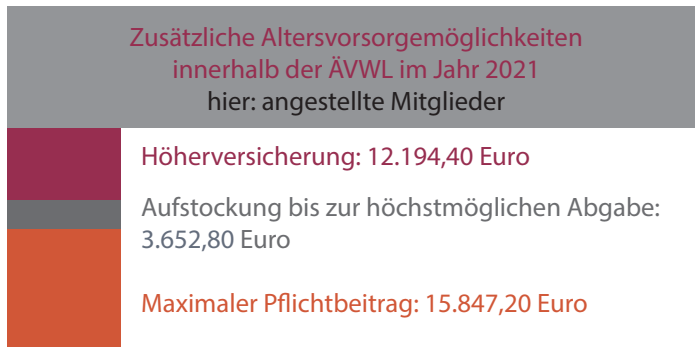 Zusätzliche Altersvorsorgemöglichkeiten
innerhalb der ÄVWL im Jahr 2021
hier: angestellte Mitglieder
Höherversicherung: 12.194,40 Euro
Aufstockung bis zur höchstmöglichen Abgabe:
3.652,80 Euro
Maximaler Pflichtbeitrag: 15.847,20 Euro